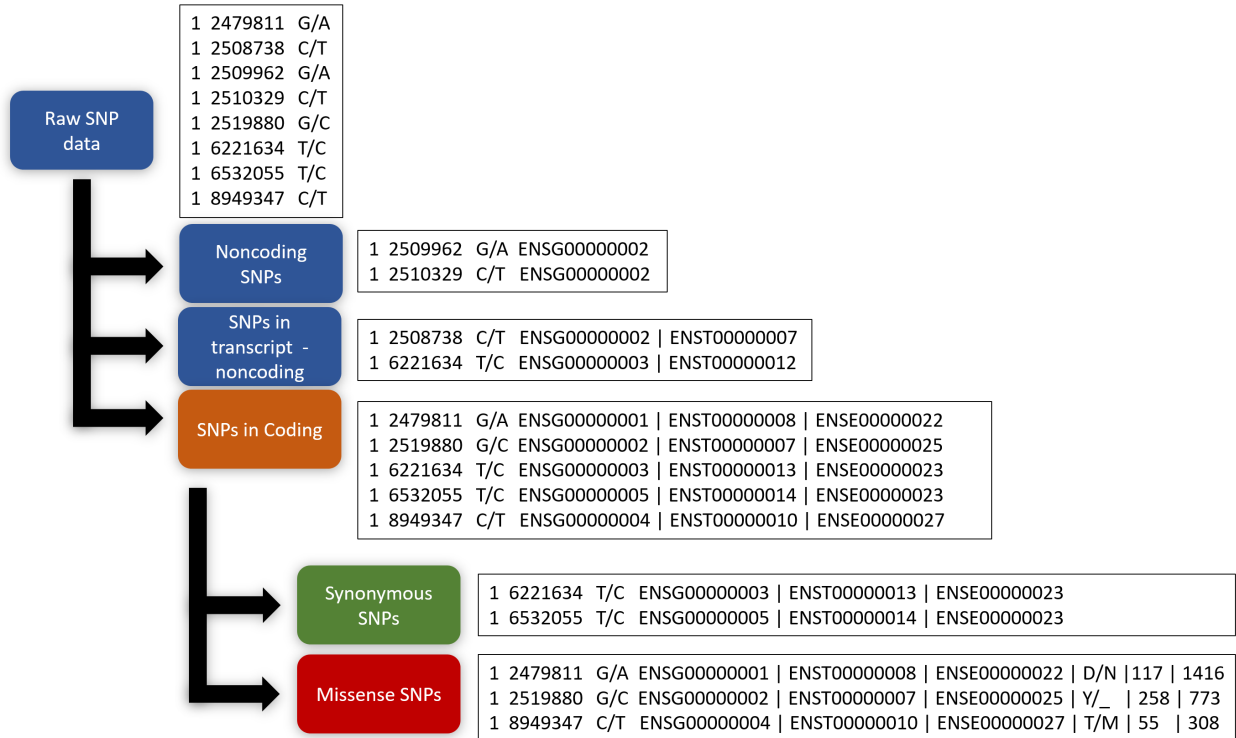 1 2479811 G/A
1 2508738 C/T
1 2509962 G/A
1 2510329 C/T
1 2519880 G/C
1 6221634 T/C
1 6532055 T/C
1 8949347 C/T
Raw SNP
data
Noncoding
SNPs
1 2509962 G/A ENSG00000002
1 2510329 C/T ENSG00000002
SNPs in
transcript -
noncoding
1 2508738 C/T ENSG00000002 | ENST00000007
1 6221634 T/C ENSG00000003 | ENST00000012
SNPs in Coding
1 2479811 G/A ENSG00000001 | ENST00000008 | ENSE00000022
1 2519880 G/C ENSG00000002 | ENST00000007 | ENSE00000025
1 6221634 T/C ENSG00000003 | ENST00000013 | ENSE00000023
1 6532055 T/C ENSG00000005 | ENST00000014 | ENSE00000023
1 8949347 C/T ENSG00000004 | ENST00000010 | ENSE00000027
Synonymous
SNPs
1 6221634 T/C ENSG00000003 | ENST00000013 | ENSE00000023
1 6532055 T/C ENSG00000005 | ENST00000014 | ENSE00000023
Missense SNPs
1 2479811 G/A ENSG00000001 | ENST00000008 | ENSE00000022 | D/N |117 | 1416
1 2519880 G/C ENSG00000002 | ENST00000007 | ENSE00000025 | Y/_ | 258 | 773
1 8949347 C/T ENSG00000004 | ENST00000010 | ENSE00000027 | T/M | 55 | 308